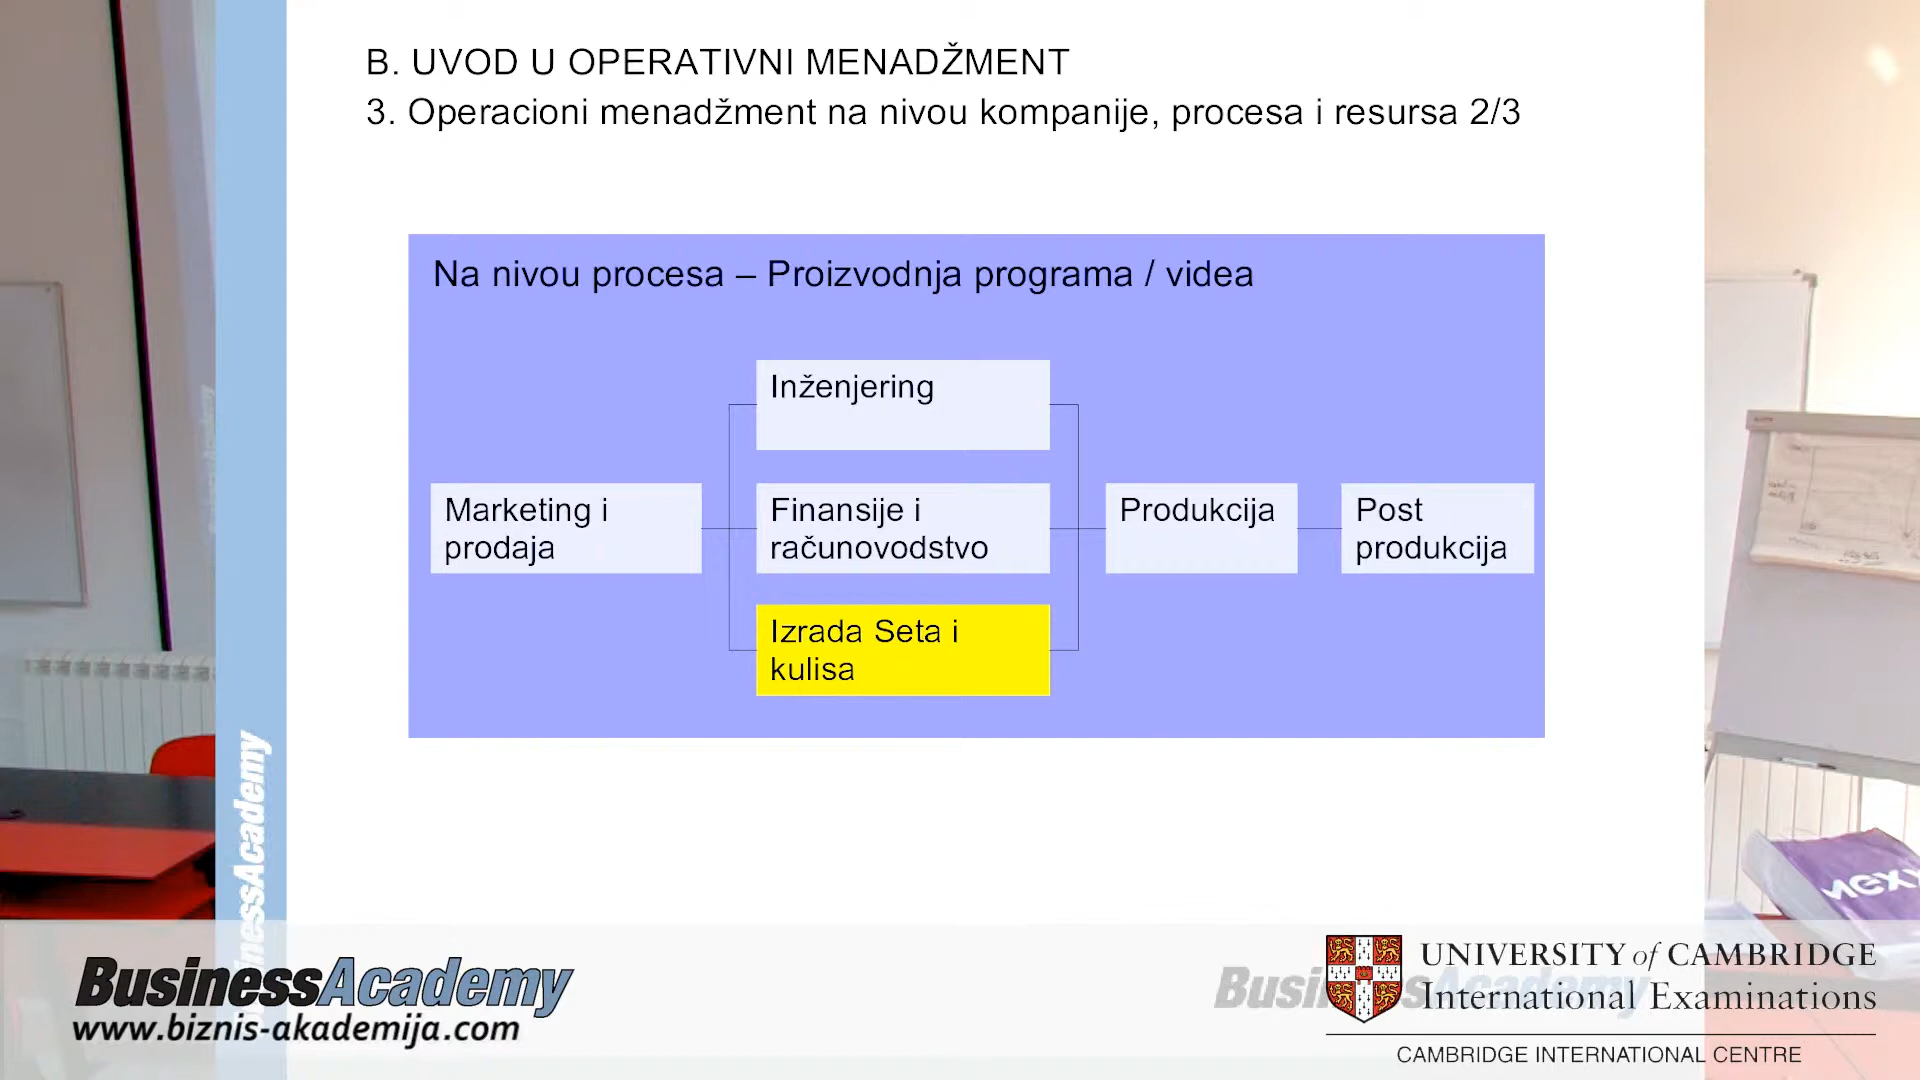 B. UVOD U OPERATIVNI MENADŽMENT
3. Operacioni menadžment na nivou kompanije, procesa i resursa 2/3
Na nivou procesa – Proizvodnja programa / videa
Inženjering
Marketing i
prodaja
Finansije i
računovodstvo
Izrada Seta i
kulisa
Produkcija
Post
produkcija
BusinessAcademy
www.biznis-akademija.com
UNIVERSITY of CAMBRIDGE
International Examinations
CAMBRIDGE INTERNATIONAL CENTRE